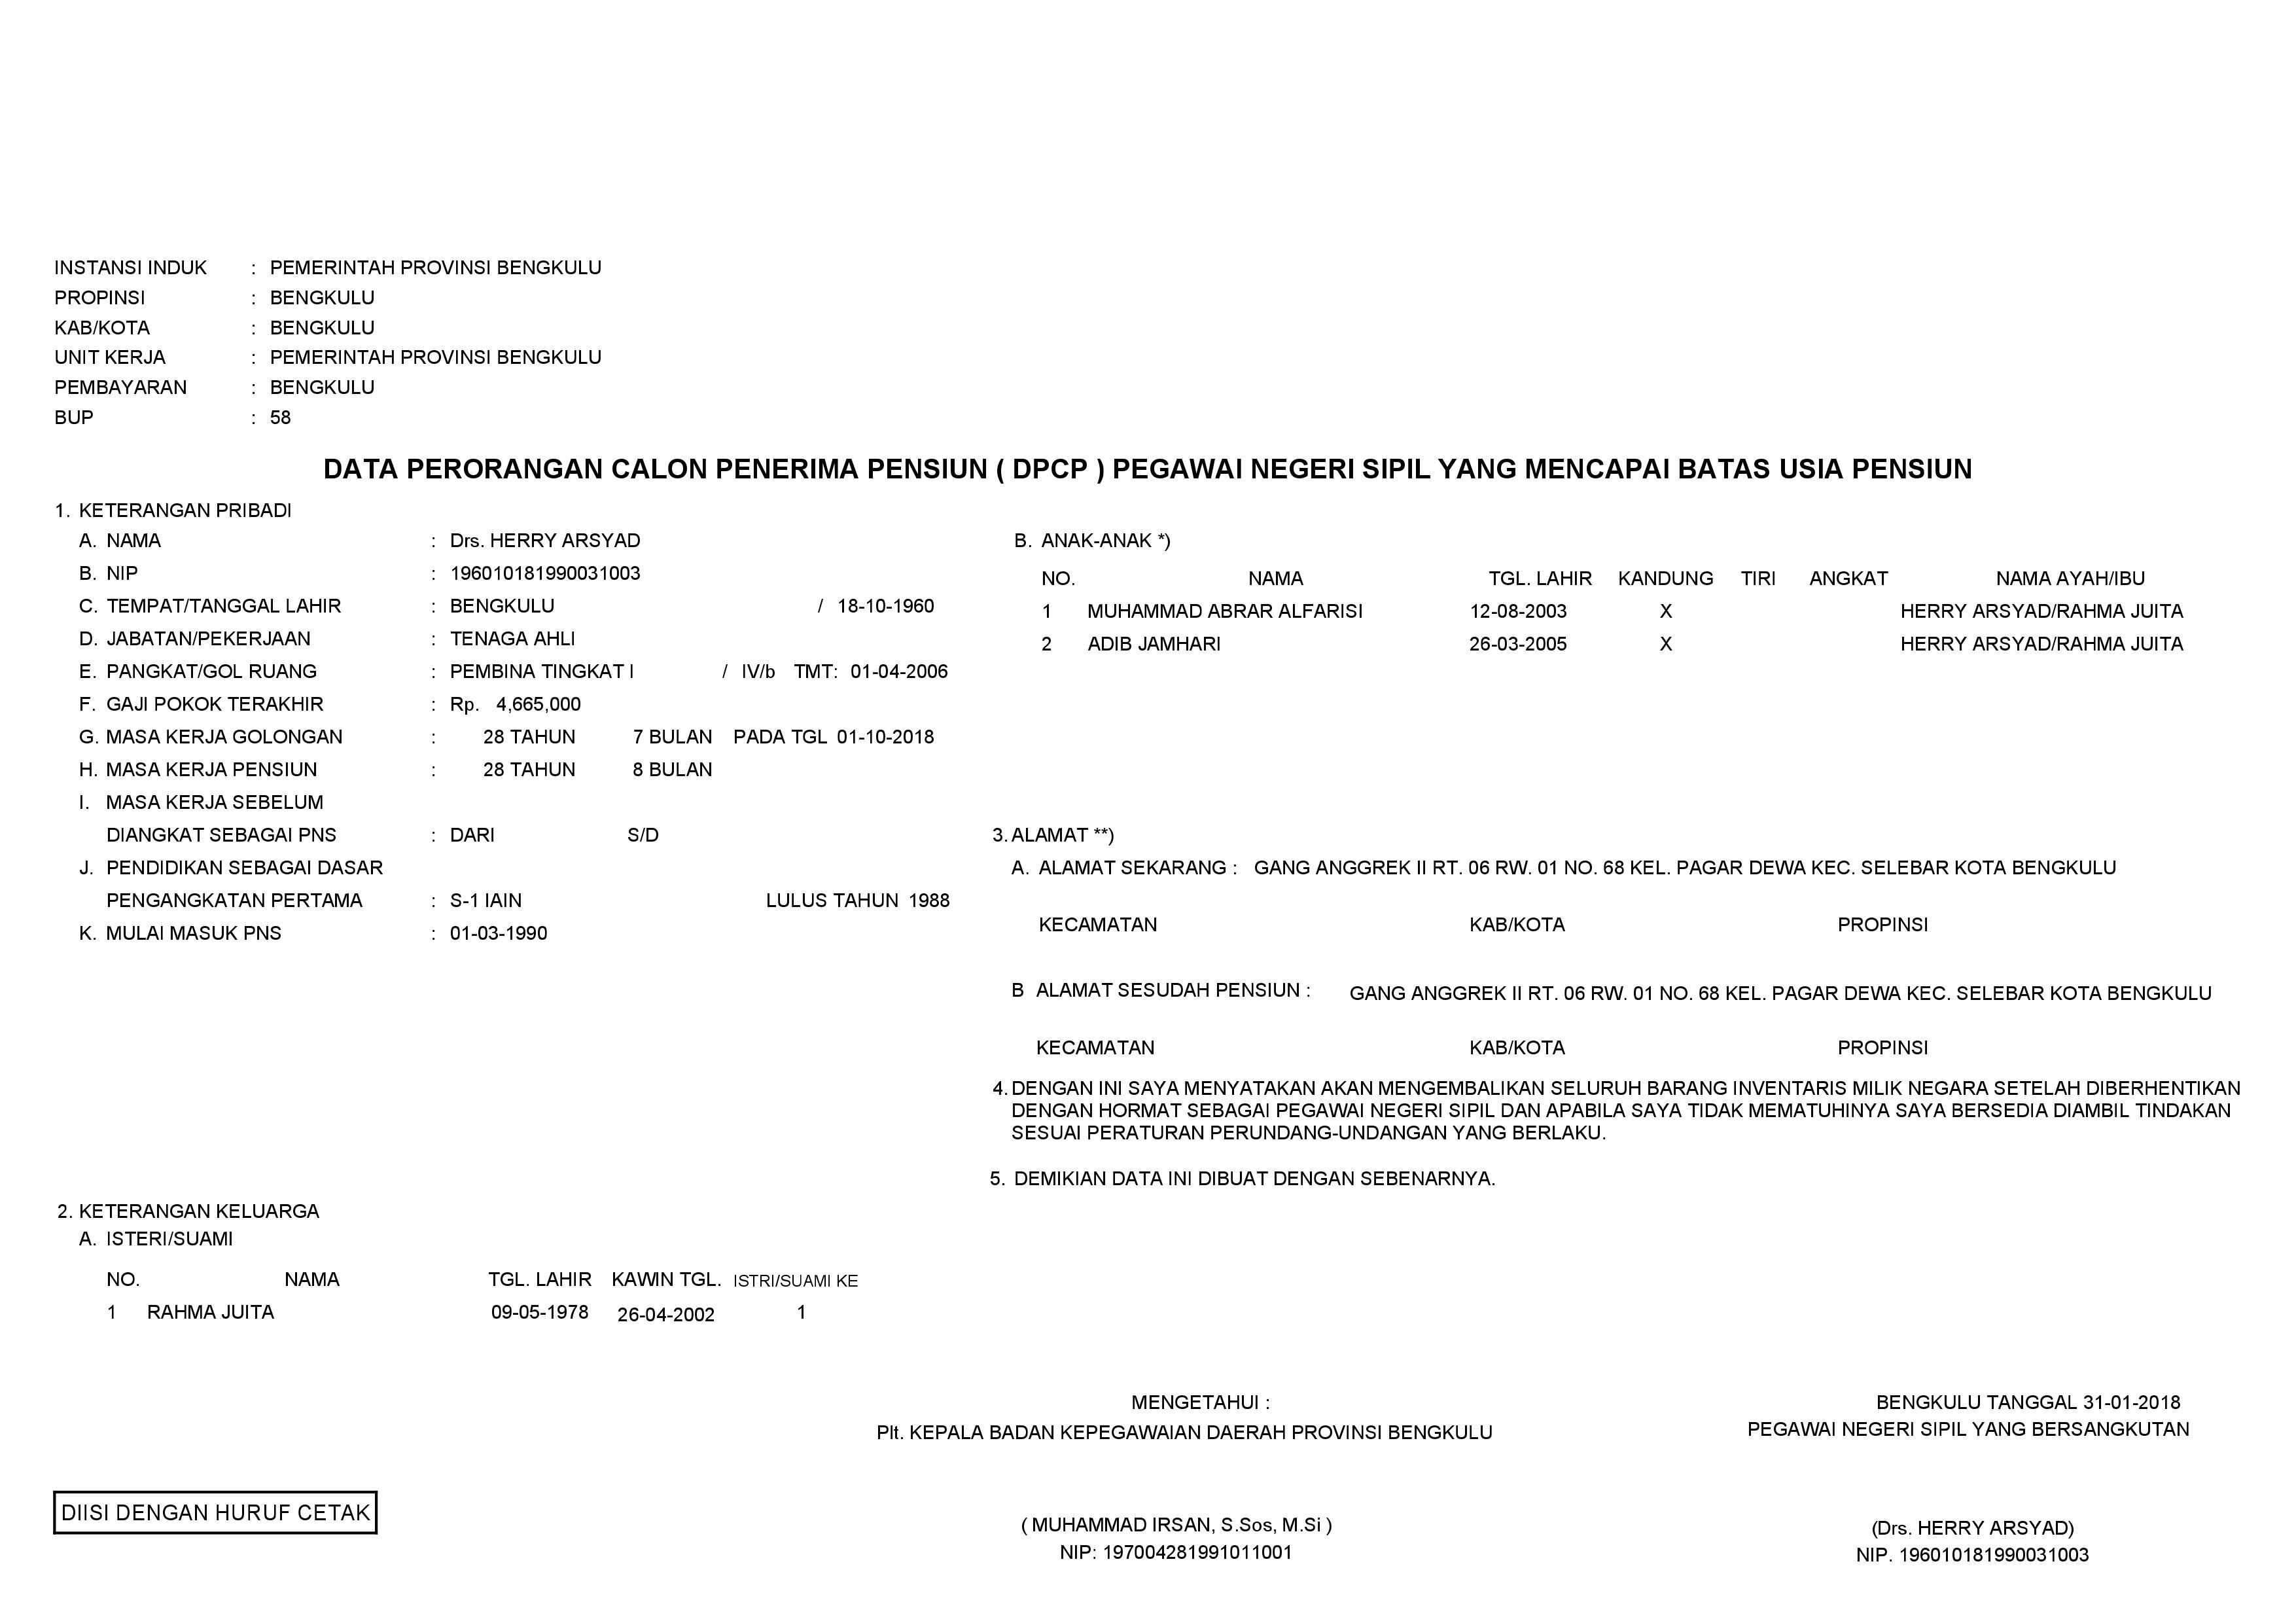 INSTANSI INDUK : PEMERINTAH PROVINSI BENGKULU
PROPINSI : BENGKULU
KAB/KOTA : BENGKULU
UNIT KERJA : PEMERINTAH PROVINSI BENGKULU
PEMBAYARAN : BENGKULU
BUP : 58
DATA PERORANGAN CALON PENERIMA PENSIUN ( DPCP ) PEGAWAI NEGERI SIPIL YANG MENCAPAI BATAS USIA PENSIUN
1. KETERANGAN PRIBADI
A. NAMA : Drs. HERRY ARSYAD
B. NIP : 196010181990031003
C. TEMPAT/TANGGAL LAHIR : BENGKULU / 18-10-1960
D. JABATAN/PEKERJAAN : TENAGA AHLI
E. PANGKAT/GOL RUANG : PEMBINA TINGKAT I / IV/b TMT: 01-04-2006
F. GAJI POKOK TERAKHIR : Rp. 4,665,000
G. MASA KERJA GOLONGAN : 28 TAHUN 7 BULAN PADA TGL 01-10-2018
H. MASA KERJA PENSIUN : 28 TAHUN 8 BULAN
I. MASA KERJA SEBELUM
DIANGKAT SEBAGAI PNS : DARI S/D
J. PENDIDIKAN SEBAGAI DASAR
PENGANGKATAN PERTAMA : S-1 IAIN LULUS TAHUN 1988
K. MULAI MASUK PNS : 01-03-1990
2. KETERANGAN KELUARGA
A. ISTERI/SUAMI
NO. NAMA TGL. LAHIR KAWIN TGL. ISTRI/SUAMI KE
1 RAHMA JUITA 09-05-1978 26-04-2002 1
B. ANAK-ANAK *)
NO. NAMA TGL. LAHIR KANDUNG TIRI ANGKAT NAMA AYAH/IBU
1 MUHAMMAD ABRAR ALFARISI 12-08-2003 X HERRY ARSYAD/RAHMA JUITA
2 ADIB JAMHARI 26-03-2005 X HERRY ARSYAD/RAHMA JUITA
3. ALAMAT **)
A. ALAMAT SEKARANG : GANG ANGGREK II RT. 06 RW. 01 NO. 68 KEL. PAGAR DEWA KEC. SELEBAR KOTA BENGKULU
KECAMATAN KAB/KOTA PROPINSI
B ALAMAT SESUDAH PENSIUN : GANG ANGGREK II RT. 06 RW. 01 NO. 68 KEL. PAGAR DEWA KEC. SELEBAR KOTA BENGKULU
KECAMATAN KAB/KOTA PROPINSI
4. DENGAN INI SAYA MENYATAKAN AKAN MENGEMBALIKAN SELURUH BARANG INVENTARIS MILIK NEGARA SETELAH DIBERHENTIKAN
DENGAN HORMAT SEBAGAI PEGAWAI NEGERI SIPIL DAN APABILA SAYA TIDAK MEMATUHINYA SAYA BERSEDIA DIAMBIL TINDAKAN
SESUAI PERATURAN PERUNDANG-UNDANGAN YANG BERLAKU.
5. DEMIKIAN DATA INI DIBUAT DENGAN SEBENARNYA.
MENGETAHUI :
Plt. KEPALA BADAN KEPEGAWAIAN DAERAH PROVINSI BENGKULU
( MUHAMMAD IRSAN, S.Sos, M.Si )
NIP: 197004281991011001
BENGKULU TANGGAL 31-01-2018
PEGAWAI NEGERI SIPIL YANG BERSANGKUTAN
(Drs. HERRY ARSYAD)
NIP. 196010181990031003
DIISI DENGAN HURUF CETAK